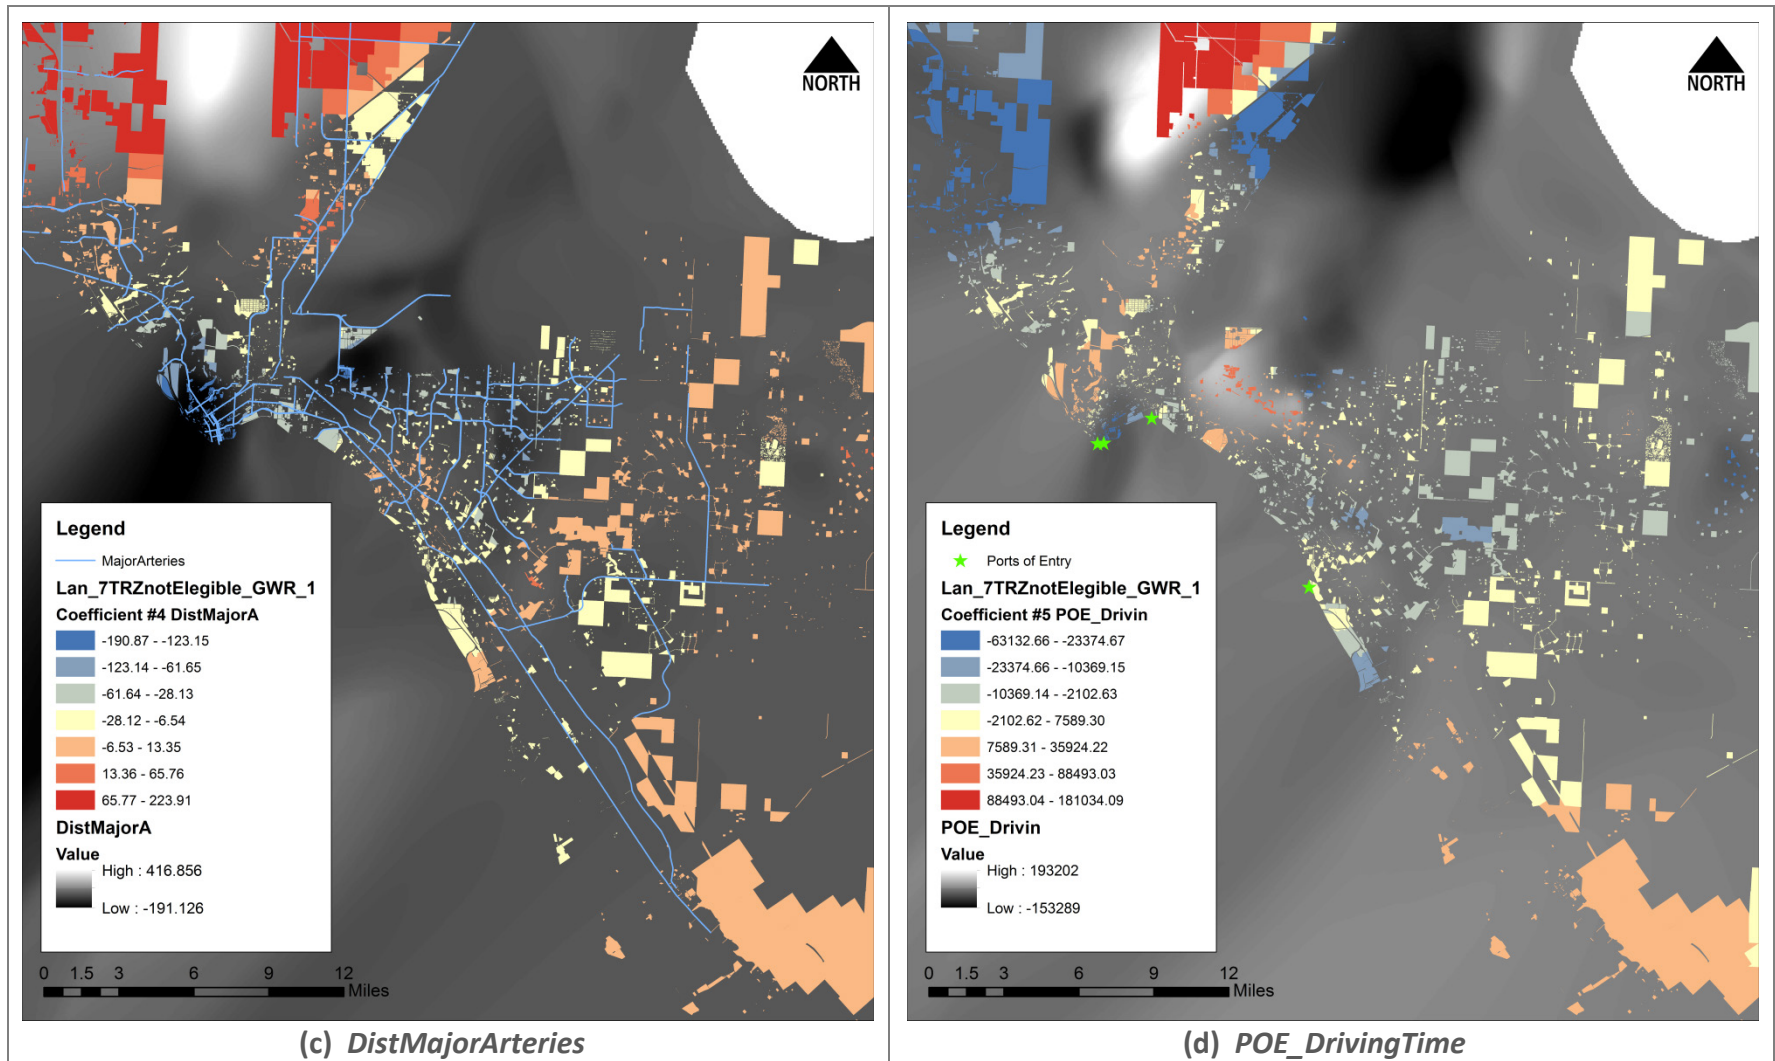 NORTH
Legend
MajorArteries
Lan_7TRZnotElegible_GWR_1
Coefficient #4 DistMajorA
-190.87 - -123.15
-123.14 - -61.65
-61.64 - -28.13
-28.12 - -6.54
-6.53 - 13.35
13.36 - 65.76
65.77 - 223.91
DistMajorA
Value
High : 416.856
Low : -191.126
0 1.5 3 6 9 12
Miles
(c) DistMajorArteries
NORTH
Legend
Ports of Entry
Lan_7TRZnotElegible_GWR_1
Coefficient #5 POE_Drivin
-63132.66 - -23374.67
-23374.66 - -10369.15
-10369.14 - -2102.63
-2102.62 - 7589.30
7589.31 - 35924.22
35924.23 - 88493.03
88493.04 - 181034.09
POE_Drivin
Value
High : 193202
Low : -153289
0 1.5 3 6 9 12
Miles
(d) POE_DrivingTime